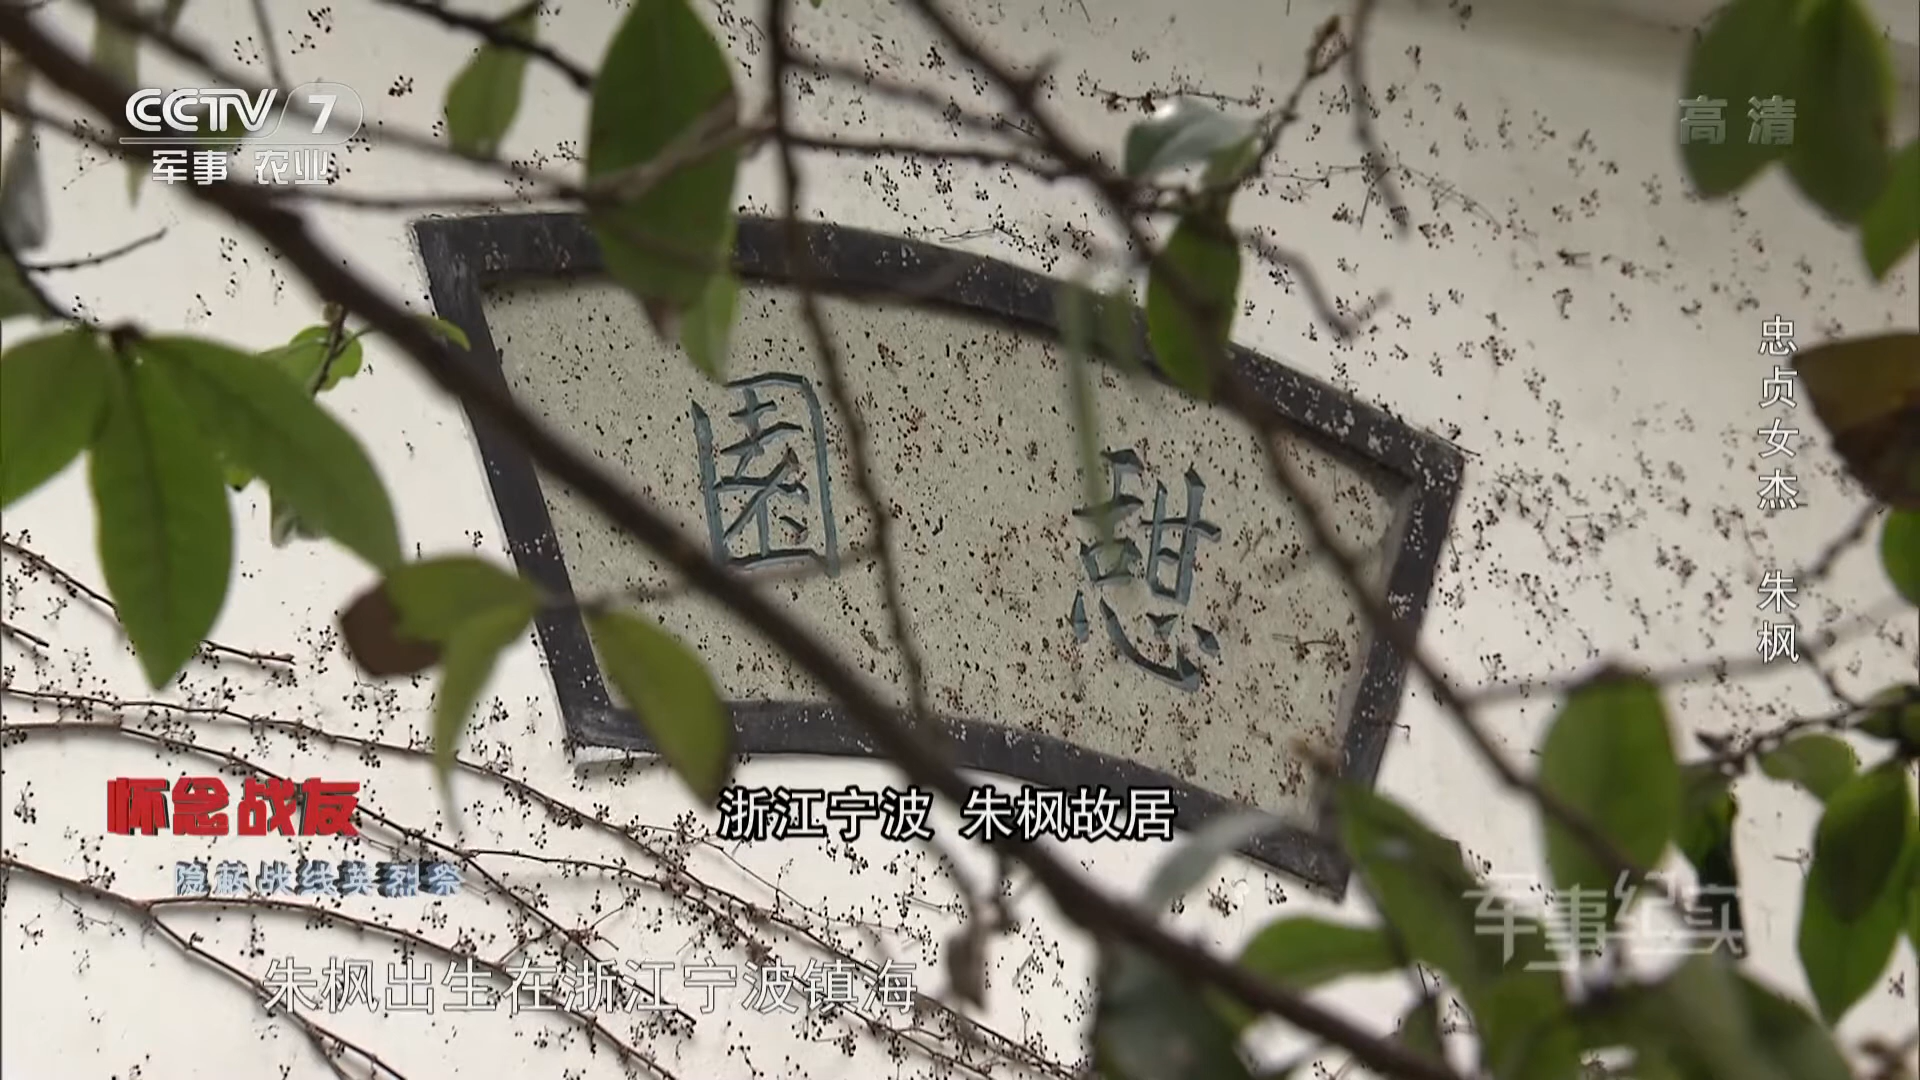 CCTV 7
军事 农业
高清
忠贞女杰 朱枫
憇園
怀念战友
隐蔽战线英烈祭
浙江宁波 朱枫故居
军事纪实
朱枫出生在浙江宁波镇海